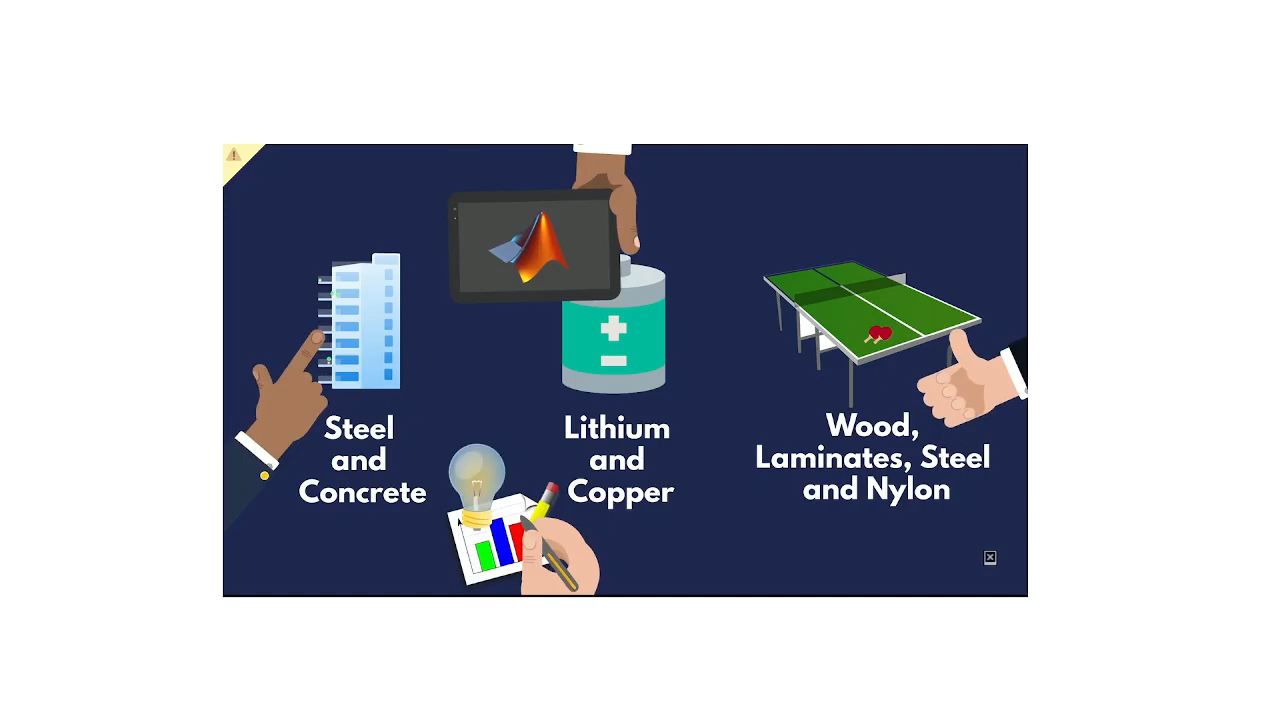 Steel
and
Concrete
Lithium
and
Copper
Wood,
Laminates, Steel
and Nylon